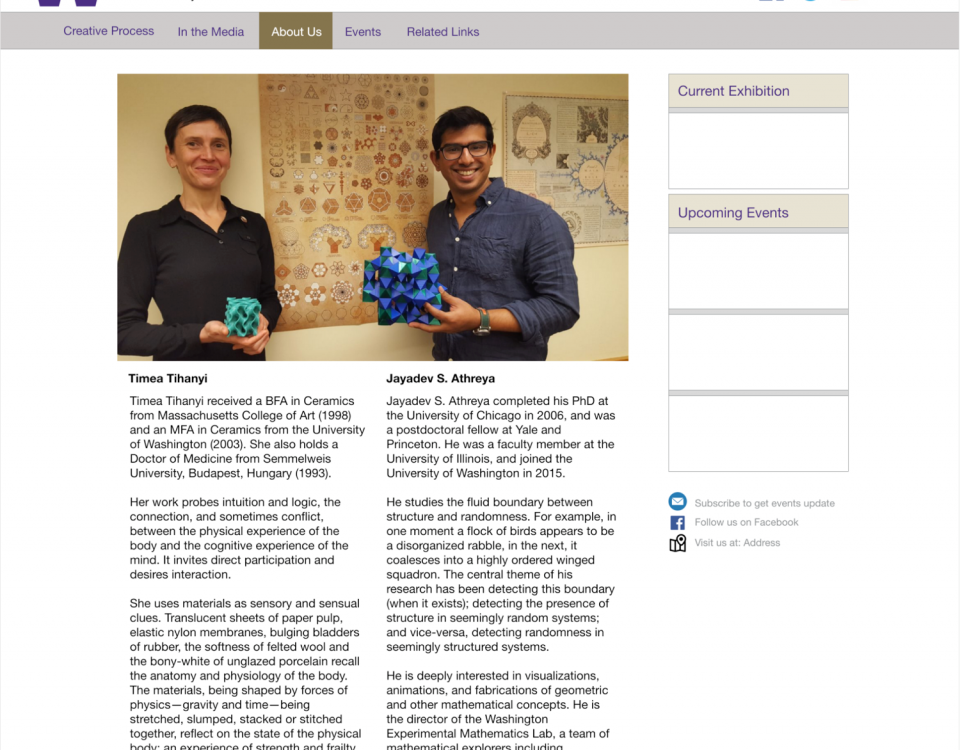 Creative Process
In the Media
About Us
Events
Related Links
Timea Tihanyi
Timea Tihanyi received a BFA in Ceramics
from Massachusetts College of Art (1998)
and an MFA in Ceramics from the University
of Washington (2003). She also holds a
Doctor of Medicine from Semmelweis
University, Budapest, Hungary (1993).
Her work probes intuition and logic, the
connection, and sometimes conflict,
between the physical experience of the
body and the cognitive experience of the
mind. It invites direct participation and
desires interaction.
She uses materials as sensory and sensual
clues. Translucent sheets of paper pulp,
elastic nylon membranes, bulging bladders
of rubber, the softness of felted wool and
the bony-white of unglazed porcelain recall
the anatomy and physiology of the body.
The materials, being shaped by forces of
physics—gravity and time—being
stretched, slumped, stacked or stitched
together, reflect on the state of the physical
body: an experience of strength and frailty
Jayadev S. Athreya
Jayadev S. Athreya completed his PhD at
the University of Chicago in 2006, and was
a postdoctoral fellow at Yale and
Princeton. He was a faculty member at the
University of Illinois, and joined the
University of Washington in 2015.
He studies the fluid boundary between
structure and randomness. For example, in
one moment a flock of birds appears to be
a disorganized rabble, in the next, it
coalesces into a highly ordered winged
squadron. The central theme of his
research has been detecting this boundary
(when it exists); detecting the presence of
structure in seemingly random systems;
and vice-versa, detecting randomness in
seemingly structured systems.
He is deeply interested in visualizations,
animations, and fabrications of geometric
and other mathematical concepts. He is
the director of the Washington
Experimental Mathematics Lab, a team of
mathematical explorers including
Current Exhibition
Upcoming Events
Subscribe to get events update
Follow us on Facebook
Visit us at: Address